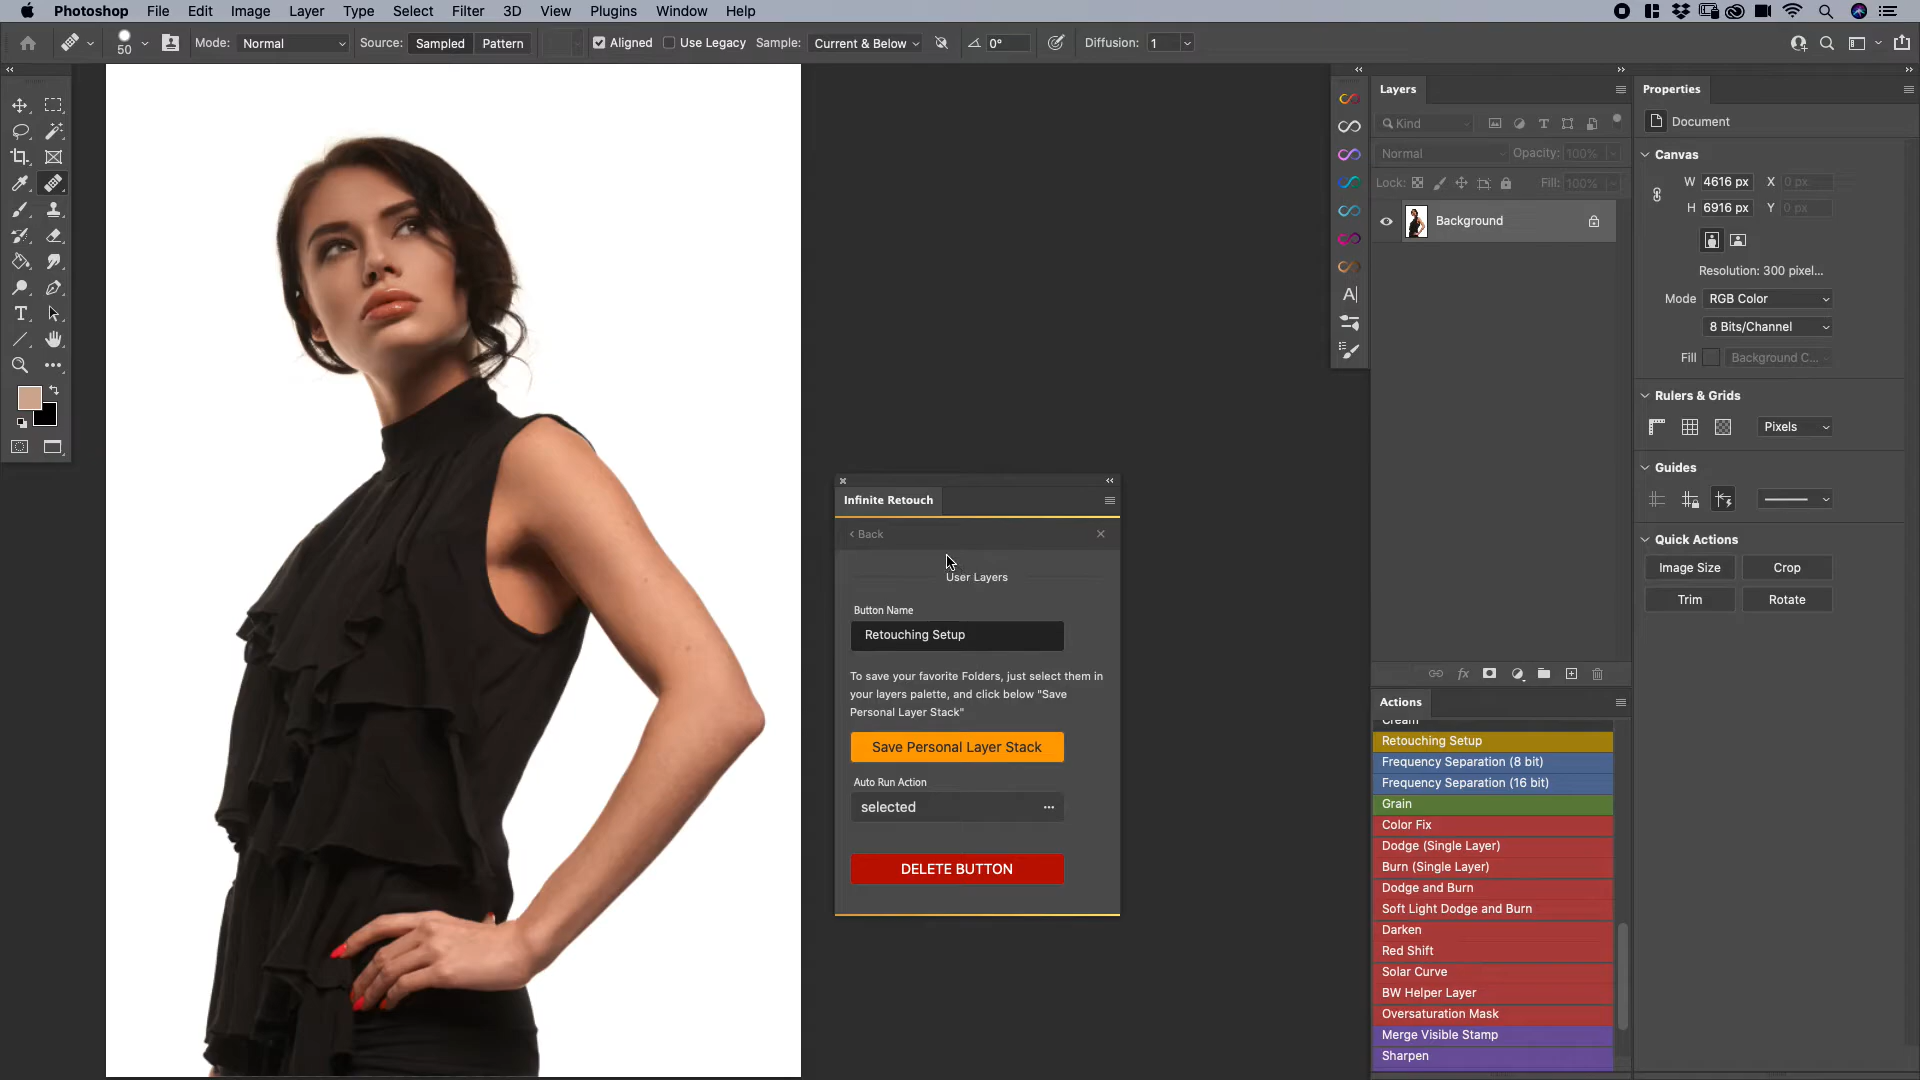 Photoshop File Edit Image Layer Type Select Filter 3D View Plugins Window Help
50 Mode: Normal Source: Sampled Pattern Aligned Use Legacy Sample: Current & Below 0° Diffusion: 1
Layers
Kind
Normal Opacity: 100%
Lock: Fill: 100%
Background
Properties
Document
Canvas
W 4616 px X 0 px
H 6916 px Y 0 px
Resolution: 300 pixel...
Mode RGB Color
8 Bits/Channel
Fill Background C...
Rulers & Grids
Pixels
Guides
Quick Actions
Image Size Crop
Trim Rotate
Infinite Retouch
< Back
User Layers
Button Name
Retouching Setup
To save your favorite Folders, just select them in
your layers palette, and click below "Save
Personal Layer Stack"
Save Personal Layer Stack
Auto Run Action
selected ...
DELETE BUTTON
Actions
Cream
Retouching Setup
Frequency Separation (8 bit)
Frequency Separation (16 bit)
Grain
Color Fix
Dodge (Single Layer)
Burn (Single Layer)
Dodge and Burn
Soft Light Dodge and Burn
Darken
Red Shift
Solar Curve
BW Helper Layer
Oversaturation Mask
Merge Visible Stamp
Sharpen